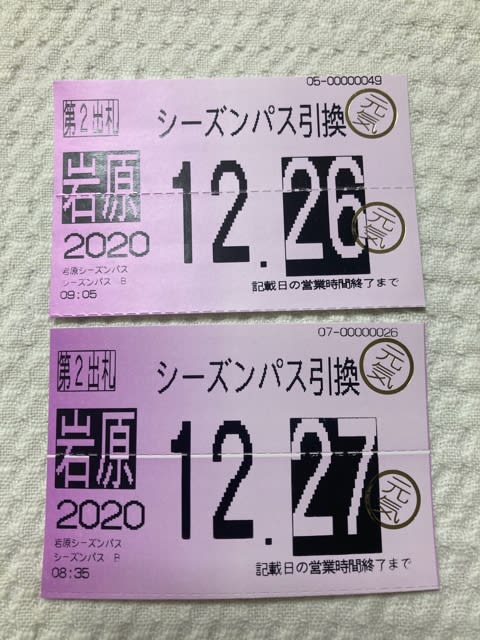 05-00000049
第2出札
シーズンパス引換
元気
岩原
12.26
元気
2020
岩原シーズンパス
シーズンパス B
09:05
記載日の営業時間終了まで
07-00000026
第2出札
シーズンパス引換
元気
岩原
12.27
元気
2020
岩原シーズンパス
シーズンパス B
08:35
記載日の営業時間終了まで